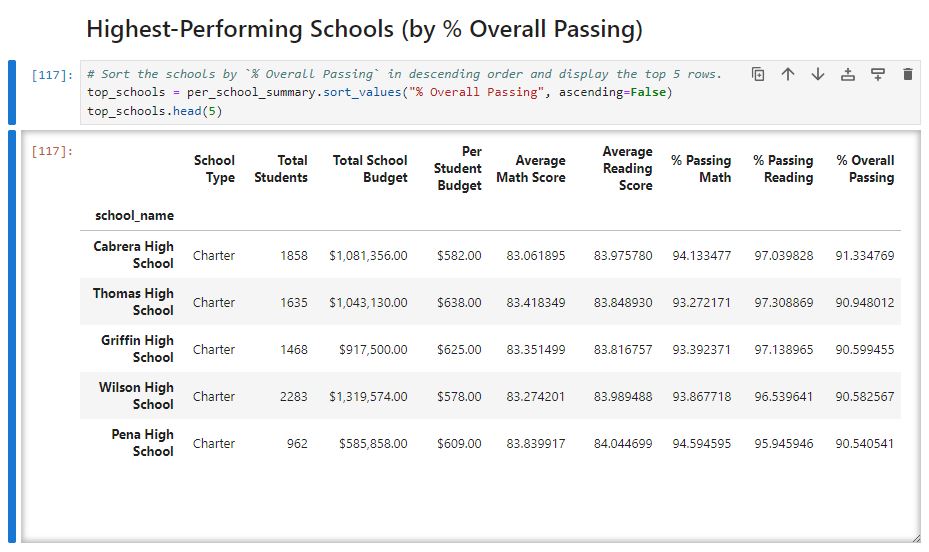 Highest-Performing Schools (by % Overall Passing)
[117]: # Sort the schools by `% Overall Passing` in descending order and display the top 5 rows.
top_schools = per_school_summary.sort_values("% Overall Passing", ascending=False)
top_schools.head(5)
[117]:
School Type Total Students Total School Budget Per Student Budget Average Math Score Average Reading Score % Passing Math % Passing Reading % Overall Passing
school_name
Cabrera High School Charter 1858 $1,081,356.00 $582.00 83.061895 83.975780 94.133477 97.039828 91.334769
Thomas High School Charter 1635 $1,043,130.00 $638.00 83.418349 83.848930 93.272171 97.308869 90.948012
Griffin High School Charter 1468 $917,500.00 $625.00 83.351499 83.816757 93.392371 97.138965 90.599455
Wilson High School Charter 2283 $1,319,574.00 $578.00 83.274201 83.989488 93.867718 96.539641 90.582567
Pena High School Charter 962 $585,858.00 $609.00 83.839917 84.044699 94.594595 95.945946 90.540541